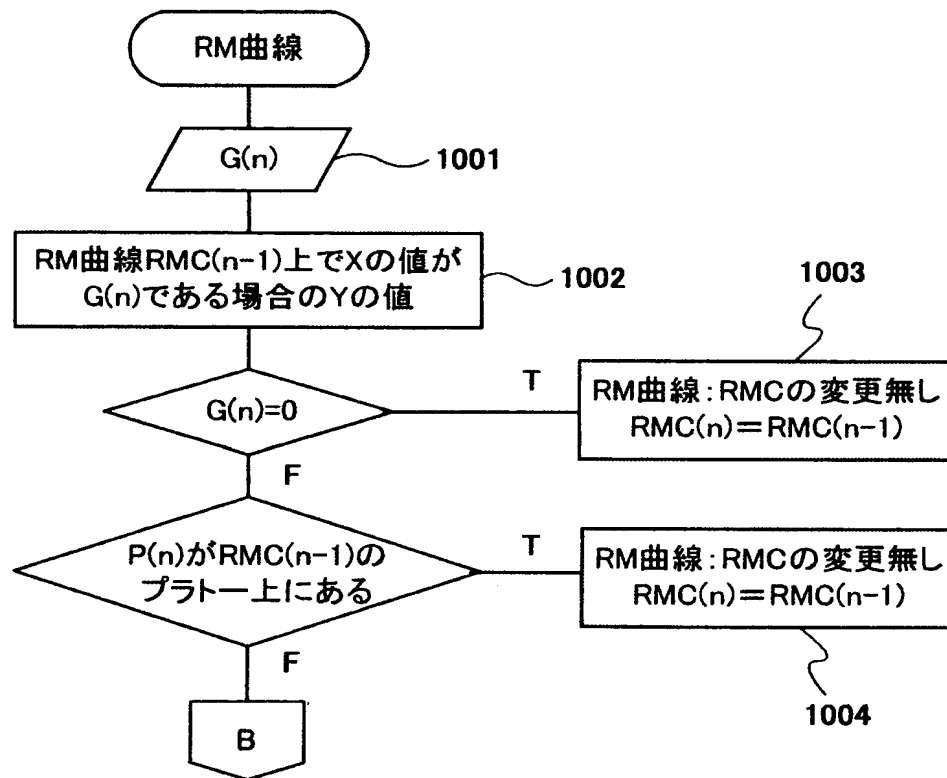 RM曲線
G(n)
1001
RM曲線RMC(n-1)上でXの値が
G(n)である場合のYの値
1002
1003
G(n)=0
T
RM曲線:RMCの変更無し
RMC(n)=RMC(n-1)
F
P(n)がRMC(n-1)の
プラトー上にある
T
RM曲線:RMCの変更無し
RMC(n)=RMC(n-1)
F
1004
B